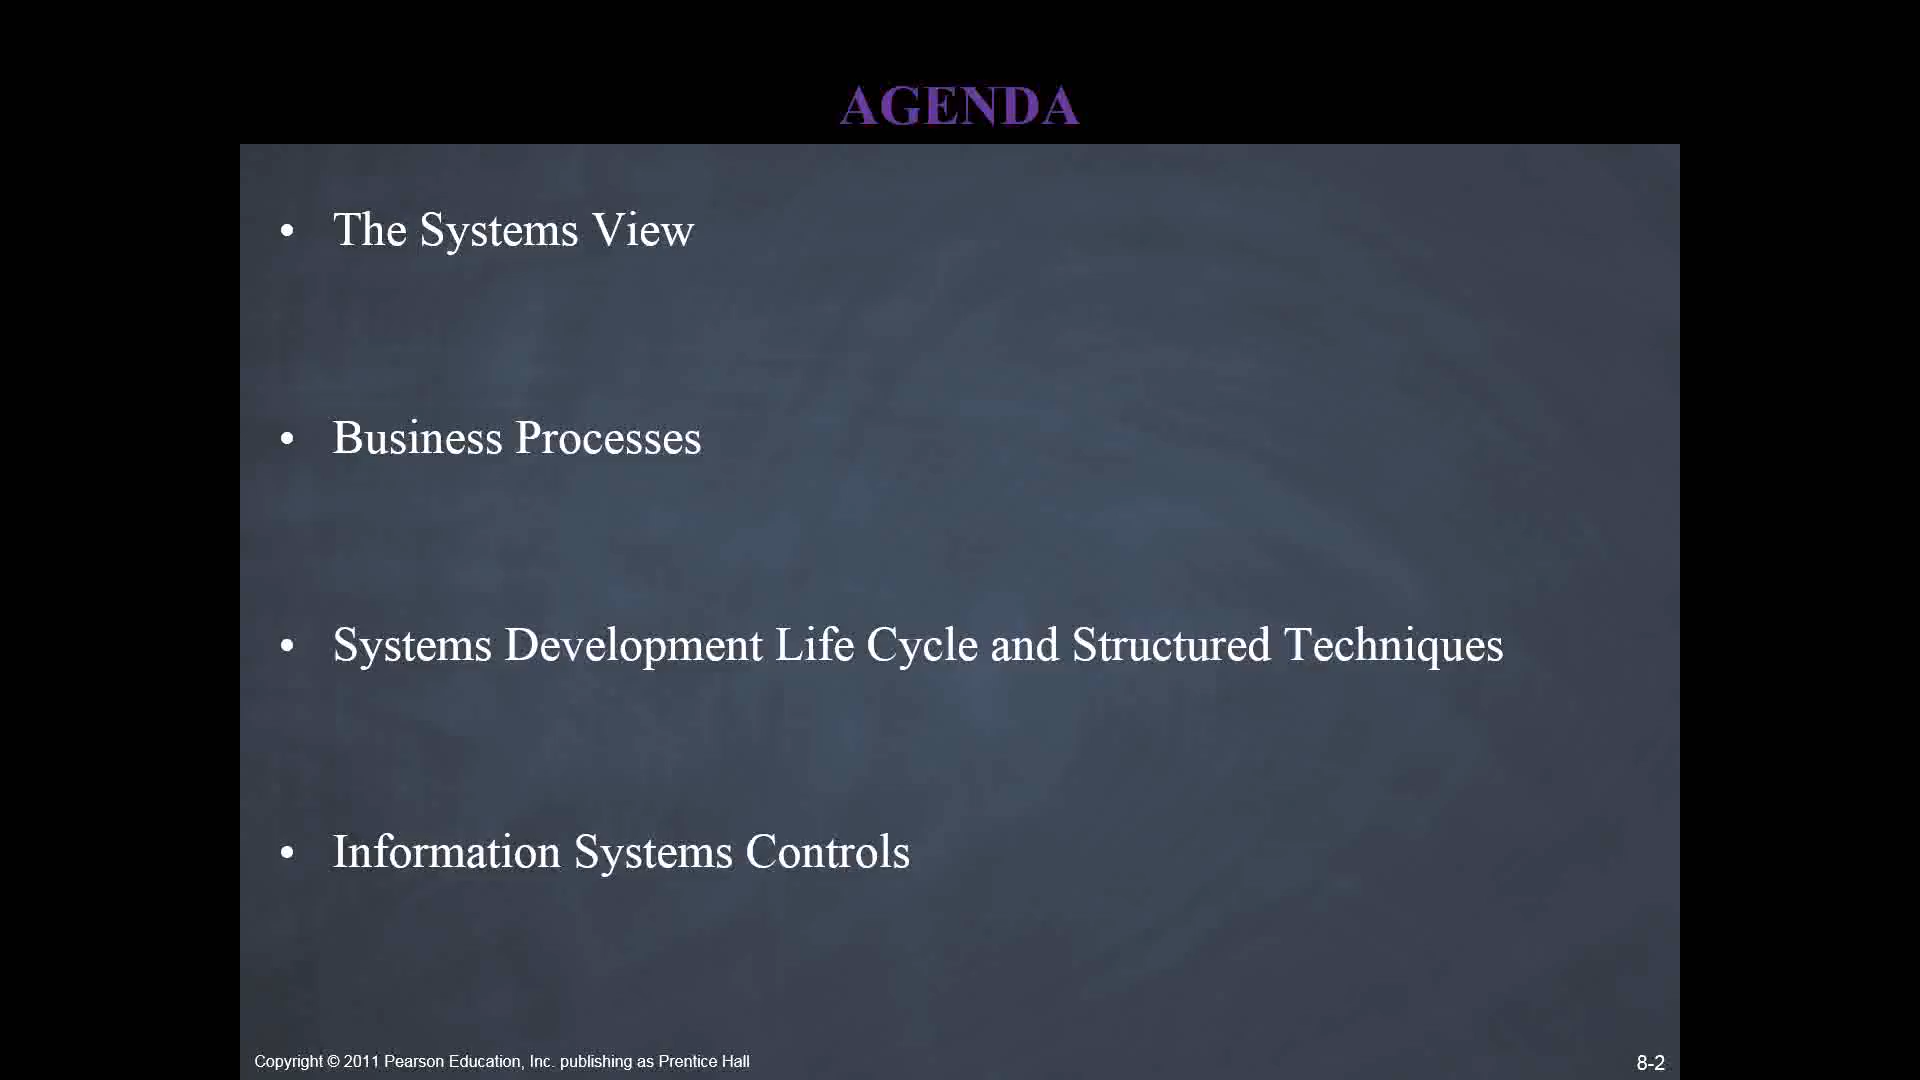 AGENDA
• The Systems View
• Business Processes
• Systems Development Life Cycle and Structured Techniques
• Information Systems Controls
Copyright © 2011 Pearson Education, Inc. publishing as Prentice Hall
8-2